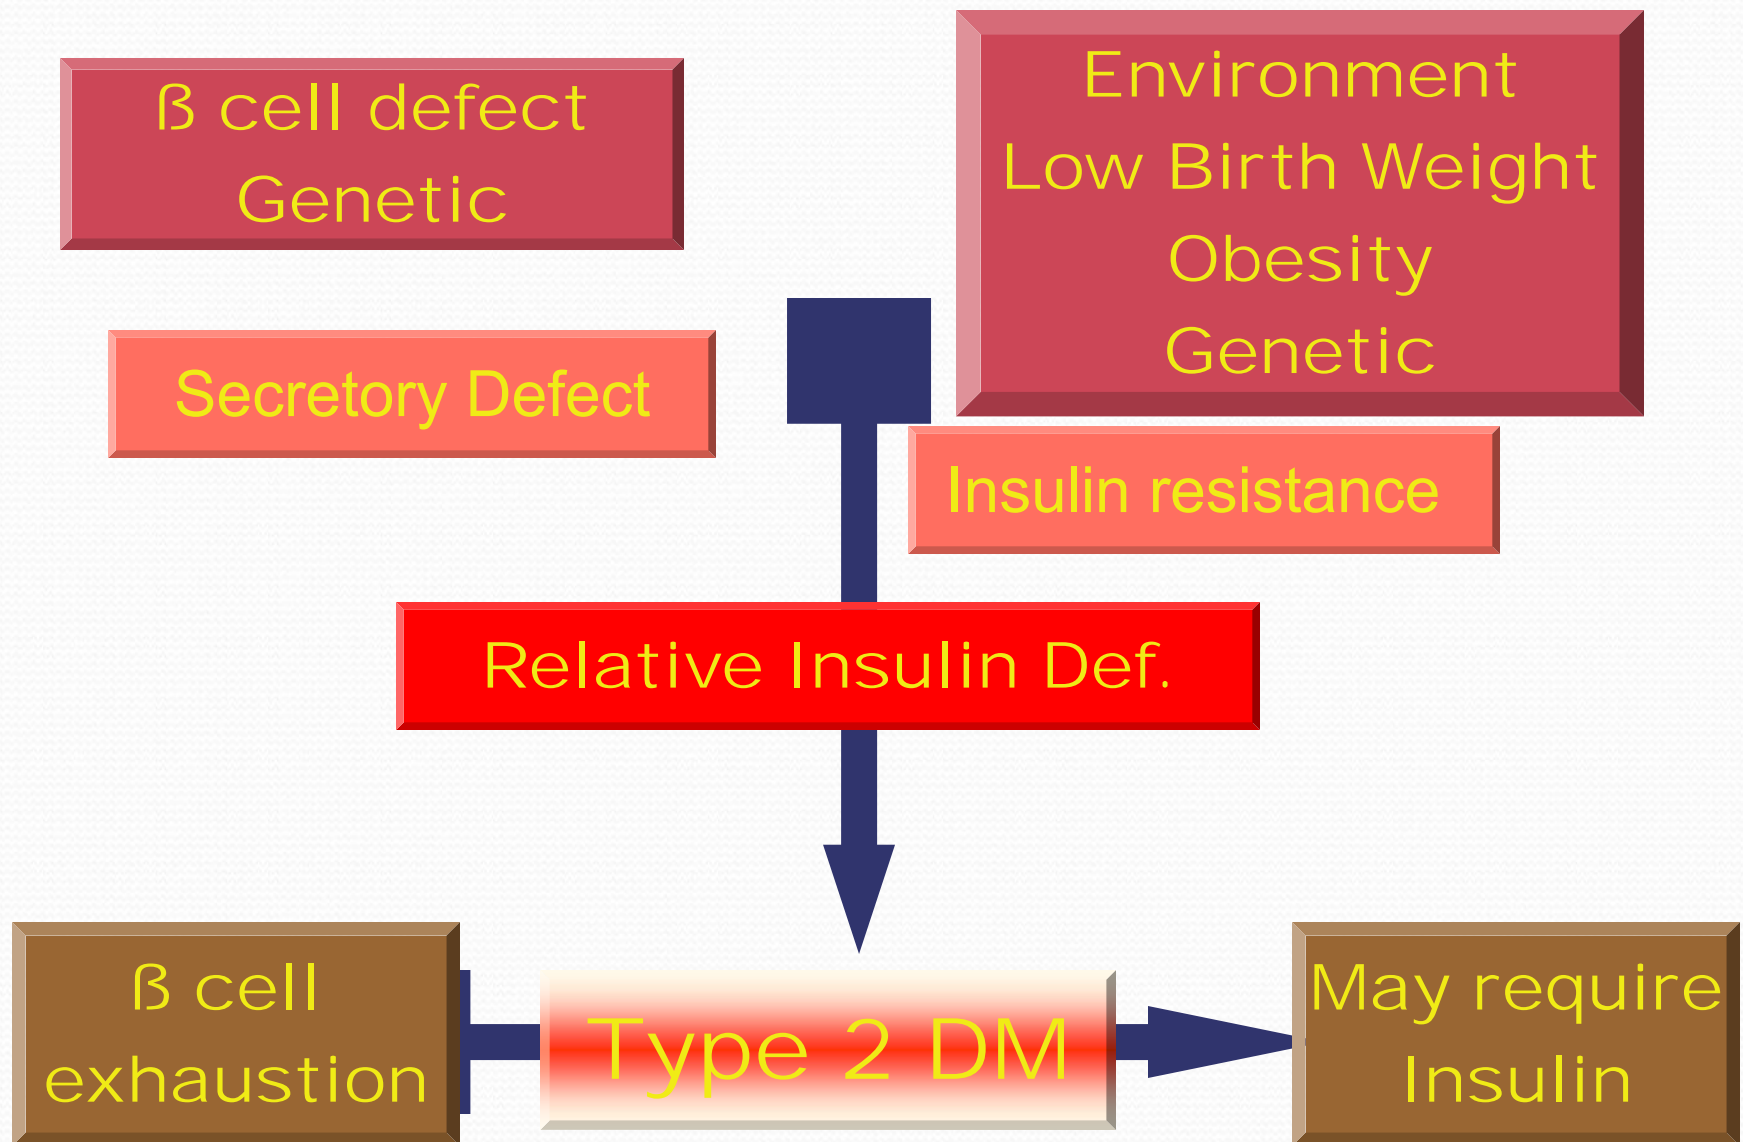 ß cell defect
Genetic
Environment
Low Birth Weight
Obesity
Genetic
Secretory Defect
Insulin resistance
Relative Insulin Def.
ß cell
exhaustion
Type 2 DM
May require
Insulin